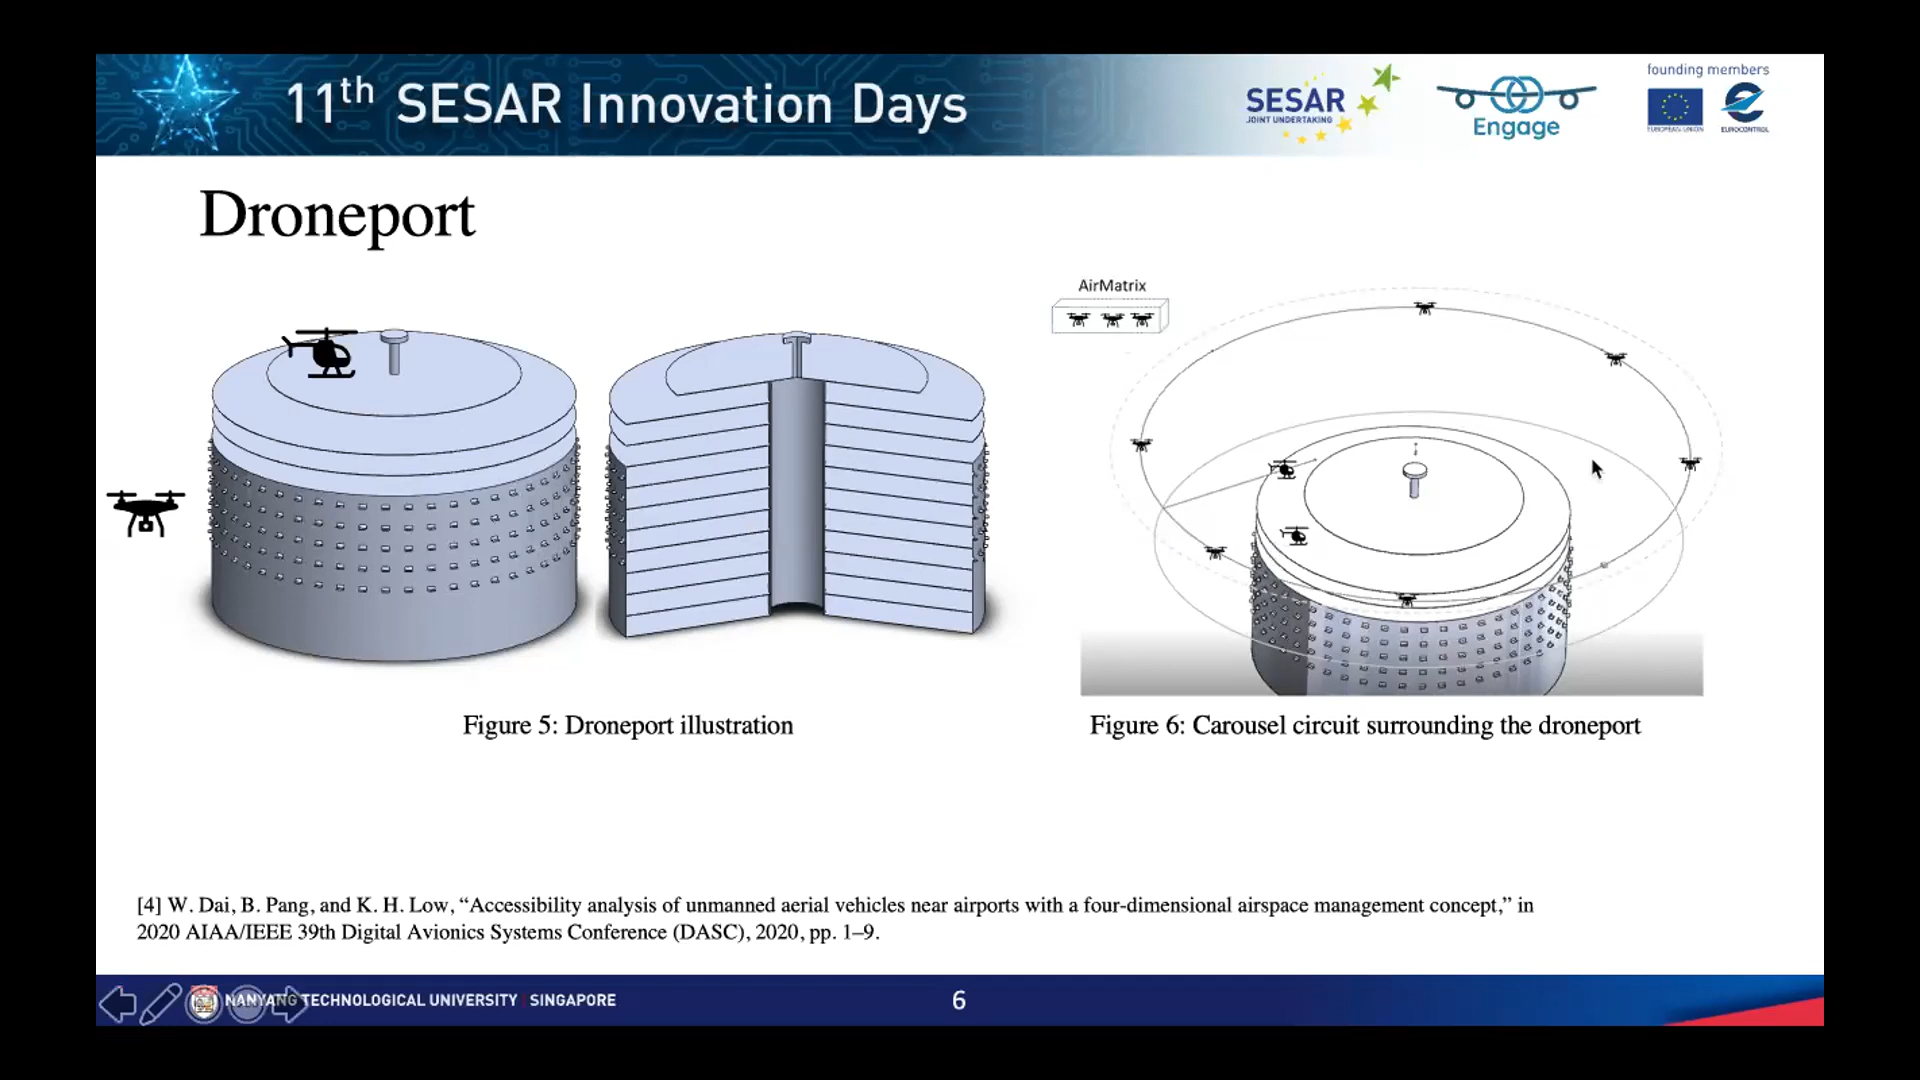 11th SESAR Innovation Days
SESAR
JOINT UNDERTAKING
Engage
founding members
EUROPEAN UNION
EUROCONTROL
Droneport
AirMatrix
Figure 5: Droneport illustration
Figure 6: Carousel circuit surrounding the droneport
[4] W. Dai, B. Pang, and K. H. Low, “Accessibility analysis of unmanned aerial vehicles near airports with a four-dimensional airspace management concept,” in
2020 AIAA/IEEE 39th Digital Avionics Systems Conference (DASC), 2020, pp. 1–9.
NANYANG TECHNOLOGICAL UNIVERSITY | SINGAPORE
6